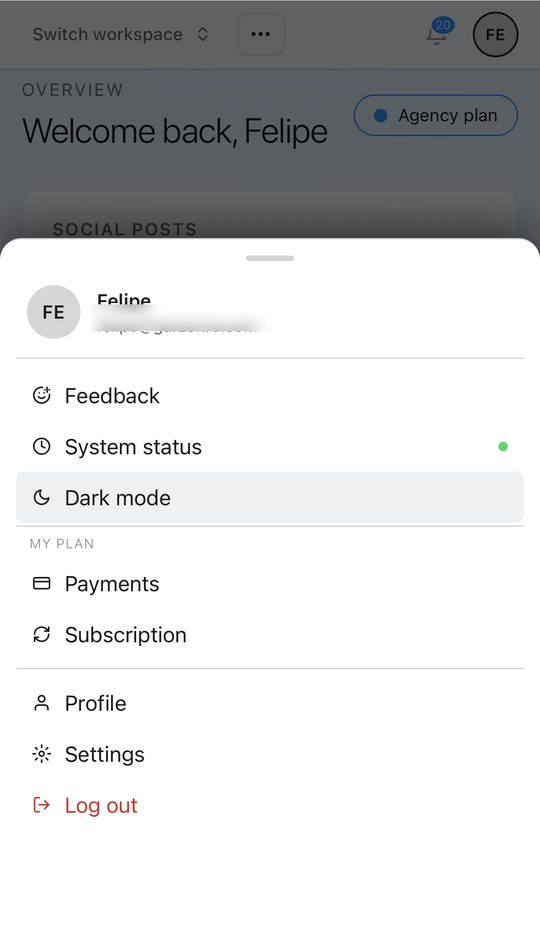 Switch workspace
20
FE
OVERVIEW
Welcome back, Felipe
Agency plan
SOCIAL POSTS
FE
Felipe
Feedback
System status
Dark mode
MY PLAN
Payments
Subscription
Profile
Settings
Log out